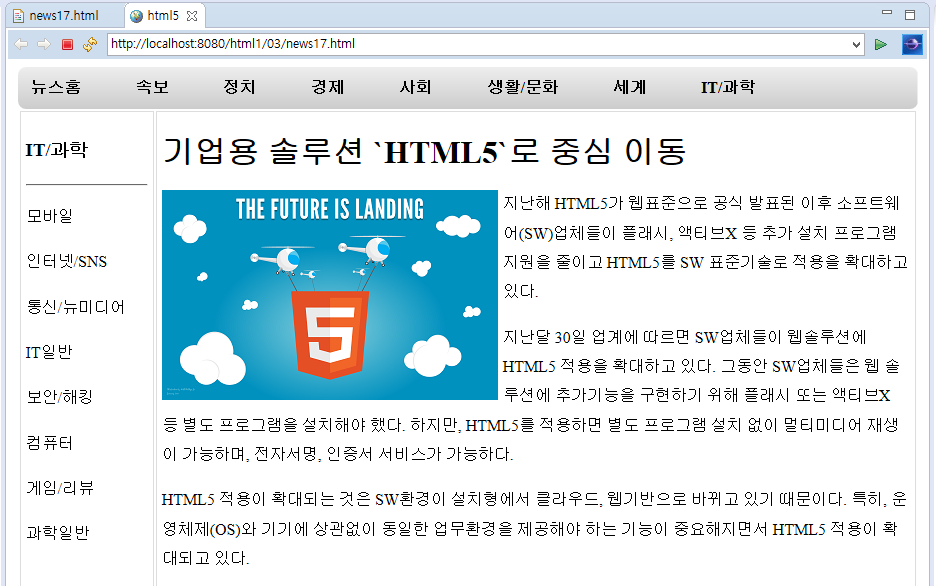 news17.html
html5
http://localhost:8080/html1/03/news17.html
뉴스홈 속보 정치 경제 사회 생활/문화 세계 IT/과학
IT/과학
모바일
인터넷/SNS
통신/뉴미디어
IT일반
보안/해킹
컴퓨터
게임/리뷰
과학일반
기업용 솔루션 `HTML5`로 중심 이동
THE FUTURE IS LANDING
5
지난해 HTML5가 웹표준으로 공식 발표된 이후 소프트웨
어(SW)업체들이 플래시, 액티브X 등 추가 설치 프로그램
지원을 줄이고 HTML5를 SW 표준기술로 적용을 확대하고
있다.
지난달 30일 업계에 따르면 SW업체들이 웹솔루션에
HTML5 적용을 확대하고 있다. 그동안 SW업체들은 웹 솔
루션에 추가기능을 구현하기 위해 플래시 또는 액티브X
등 별도 프로그램을 설치해야 했다. 하지만, HTML5를 적용하면 별도 프로그램 설치 없이 멀티미디어 재생
이 가능하며, 전자서명, 인증서 서비스가 가능하다.
HTML5 적용이 확대되는 것은 SW환경이 설치형에서 클라우드, 웹기반으로 바뀌고 있기 때문이다. 특히, 운
영체제(OS)와 기기에 상관없이 동일한 업무환경을 제공해야 하는 기능이 중요해지면서 HTML5 적용이 확
대되고 있다.